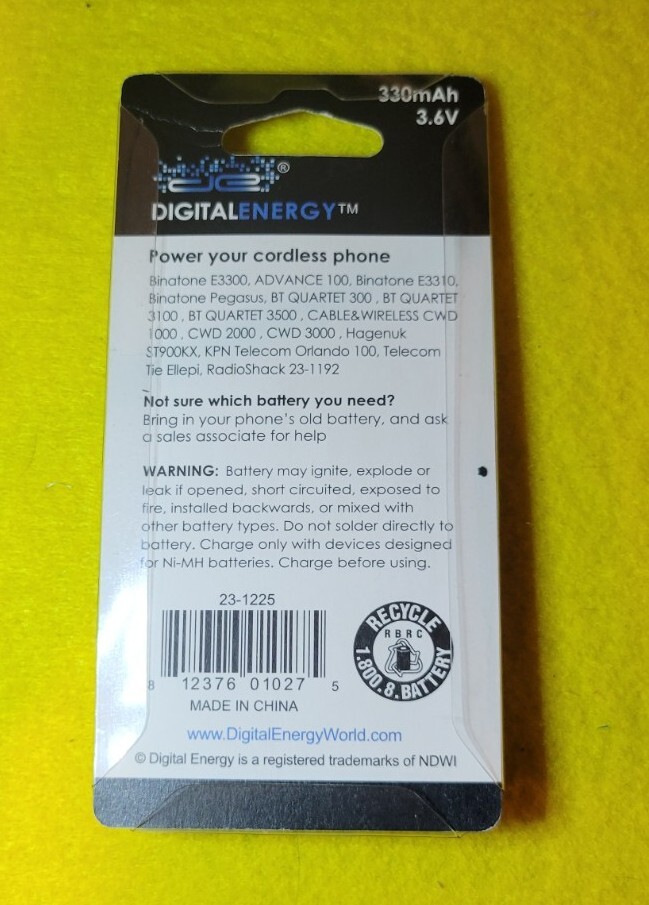 330mAh
3.6V
de®
DIGITALENERGY™
Power your cordless phone
Binatone E3300, ADVANCE 100, Binatone E3310,
Binatone Pegasus, BT QUARTET 300 , BT QUARTET
3100 , BT QUARTET 3500 , CABLE&WIRELESS CWD
1000 , CWD 2000 , CWD 3000 , Hagenuk
ST900KX, KPN Telecom Orlando 100, Telecom
Tie Ellepi, RadioShack 23-1192
Not sure which battery you need?
Bring in your phone's old battery, and ask
a sales associate for help
WARNING: Battery may ignite, explode or
leak if opened, short circuited, exposed to
fire, installed backwards, or mixed with
other battery types. Do not solder directly to
battery. Charge only with devices designed
for Ni-MH batteries. Charge before using.
23-1225
8 12376 01027 5
MADE IN CHINA
RECYCLE
RBRC
1.800.8.BATTERY
www.DigitalEnergyWorld.com
© Digital Energy is a registered trademarks of NDWI